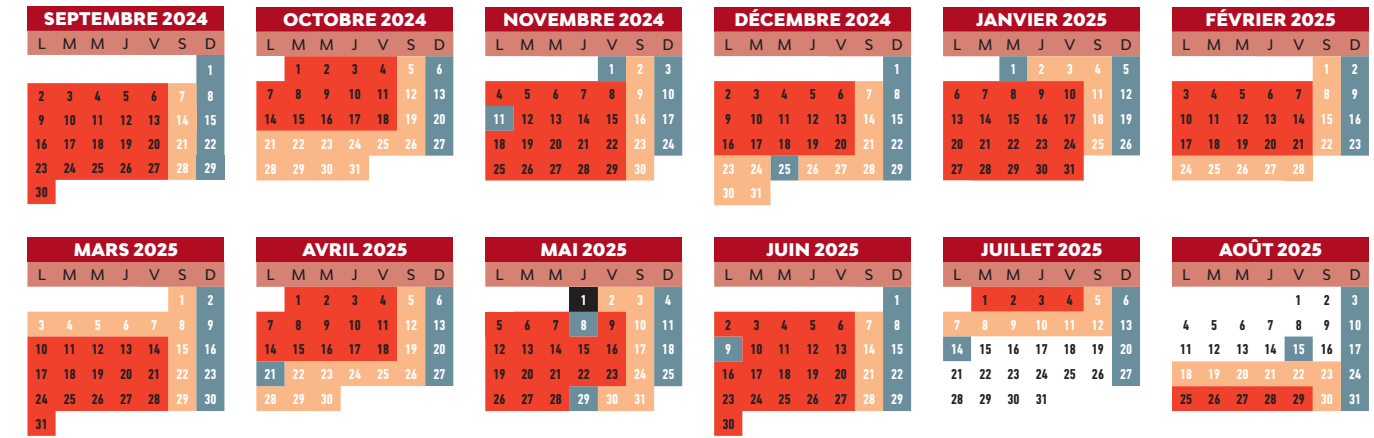 SEPTEMBRE 2024
L M M J V S D
1
2 3 4 5 6 7 8
9 10 11 12 13 14 15
16 17 18 19 20 21 22
23 24 25 26 27 28 29
30
OCTOBRE 2024
L M M J V S D
1 2 3 4 5 6
7 8 9 10 11 12 13
14 15 16 17 18 19 20
21 22 23 24 25 26 27
28 29 30 31
NOVEMBRE 2024
L M M J V S D
1 2 3
4 5 6 7 8 9 10
11 12 13 14 15 16 17
18 19 20 21 22 23 24
25 26 27 28 29 30
DÉCEMBRE 2024
L M M J V S D
1
2 3 4 5 6 7 8
9 10 11 12 13 14 15
16 17 18 19 20 21 22
23 24 25 26 27 28 29
30 31
JANVIER 2025
L M M J V S D
1 2 3 4 5
6 7 8 9 10 11 12
13 14 15 16 17 18 19
20 21 22 23 24 25 26
27 28 29 30 31
FÉVRIER 2025
L M M J V S D
1 2
3 4 5 6 7 8 9
10 11 12 13 14 15 16
17 18 19 20 21 22 23
24 25 26 27 28
MARS 2025
L M M J V S D
1 2
3 4 5 6 7 8 9
10 11 12 13 14 15 16
17 18 19 20 21 22 23
24 25 26 27 28 29 30
31
AVRIL 2025
L M M J V S D
1 2 3 4 5 6
7 8 9 10 11 12 13
14 15 16 17 18 19 20
21 22 23 24 25 26 27
28 29 30
MAI 2025
L M M J V S D
1 2 3 4
5 6 7 8 9 10 11
12 13 14 15 16 17 18
19 20 21 22 23 24 25
26 27 28 29 30 31
JUIN 2025
L M M J V S D
1
2 3 4 5 6 7 8
9 10 11 12 13 14 15
16 17 18 19 20 21 22
23 24 25 26 27 28 29
30
JUILLET 2025
L M M J V S D
1 2 3 4 5 6
7 8 9 10 11 12 13
14 15 16 17 18 19 20
21 22 23 24 25 26 27
28 29 30 31
AOÛT 2025
L M M J V S D
1 2 3
4 5 6 7 8 9 10
11 12 13 14 15 16 17
18 19 20 21 22 23 24
25 26 27 28 29 30 31